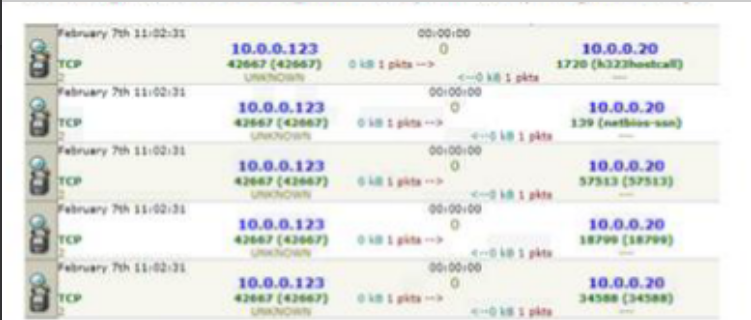 February 7th 11:02:31 00:00:00
10.0.0.123 0 10.0.0.20
TCP 42667 (42667) 0 kB 1 pkts --> 1720 (h323hostcall)
2 UNKNOWN <--0 kB 1 pkts ---
February 7th 11:02:31 00:00:00
10.0.0.123 0 10.0.0.20
TCP 42667 (42667) 0 kB 1 pkts --> 139 (netbios-ssn)
2 UNKNOWN <--0 kB 1 pkts ---
February 7th 11:02:31 00:00:00
10.0.0.123 0 10.0.0.20
TCP 42667 (42667) 0 kB 1 pkts --> 57513 (57513)
2 UNKNOWN <--0 kB 1 pkts ---
February 7th 11:02:31 00:00:00
10.0.0.123 0 10.0.0.20
TCP 42667 (42667) 0 kB 1 pkts --> 18799 (18799)
2 UNKNOWN <--0 kB 1 pkts ---
February 7th 11:02:31 00:00:00
10.0.0.123 0 10.0.0.20
TCP 42667 (42667) 0 kB 1 pkts --> 34588 (34588)
2 UNKNOWN <--0 kB 1 pkts ---